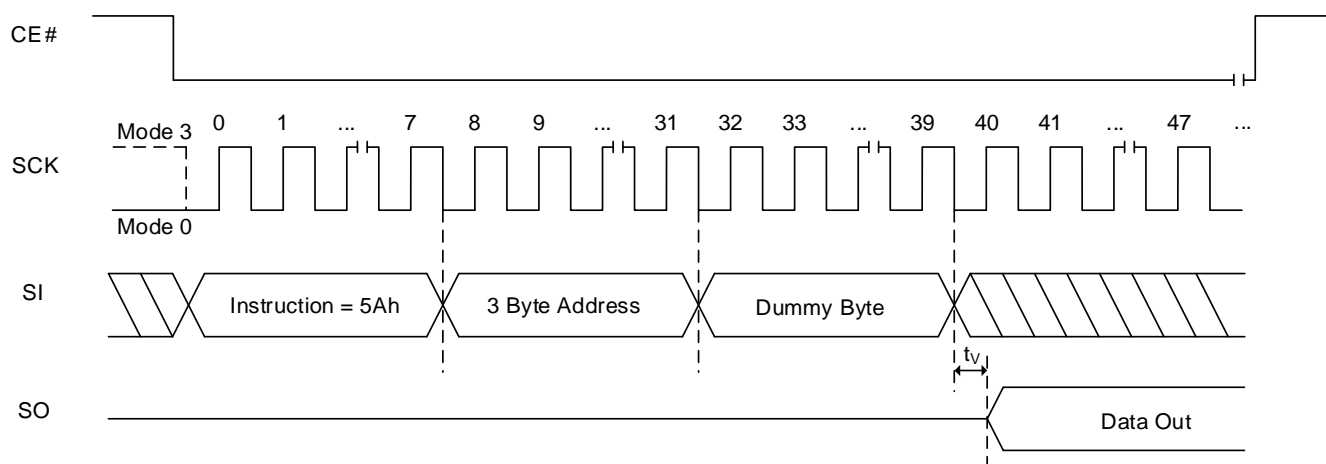 CE#
Mode 3 0 1 ... 7 8 9 ... 31 32 33 ... 39 40 41 ... 47 ...
SCK
Mode 0
SI Instruction = 5Ah 3 Byte Address Dummy Byte
tV
SO Data Out